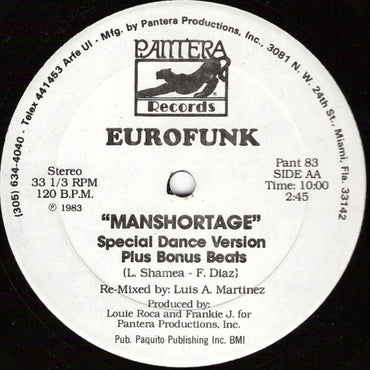 (305) 634-4040 - Telex 441453 Arfe UI - Mfg. by Pantera Productions, Inc., 3081 N. W. 24th St., Miami, Fla. 33142
PANTERA
Records
EUROFUNK
Stereo
33 1/3 RPM
120 B.P.M.
℗ 1983
Pant 83
SIDE AA
Time: 10:00
2:45
"MANSHORTAGE"
Special Dance Version
Plus Bonus Beats
(L. Shamea - F. Diaz}
Re-Mixed by: Luis A. Martinez
Produced by:
Louie Roca and Frankie J. for
Pantera Productions, Inc.
Pub. Paquito Publishing Inc. BMI